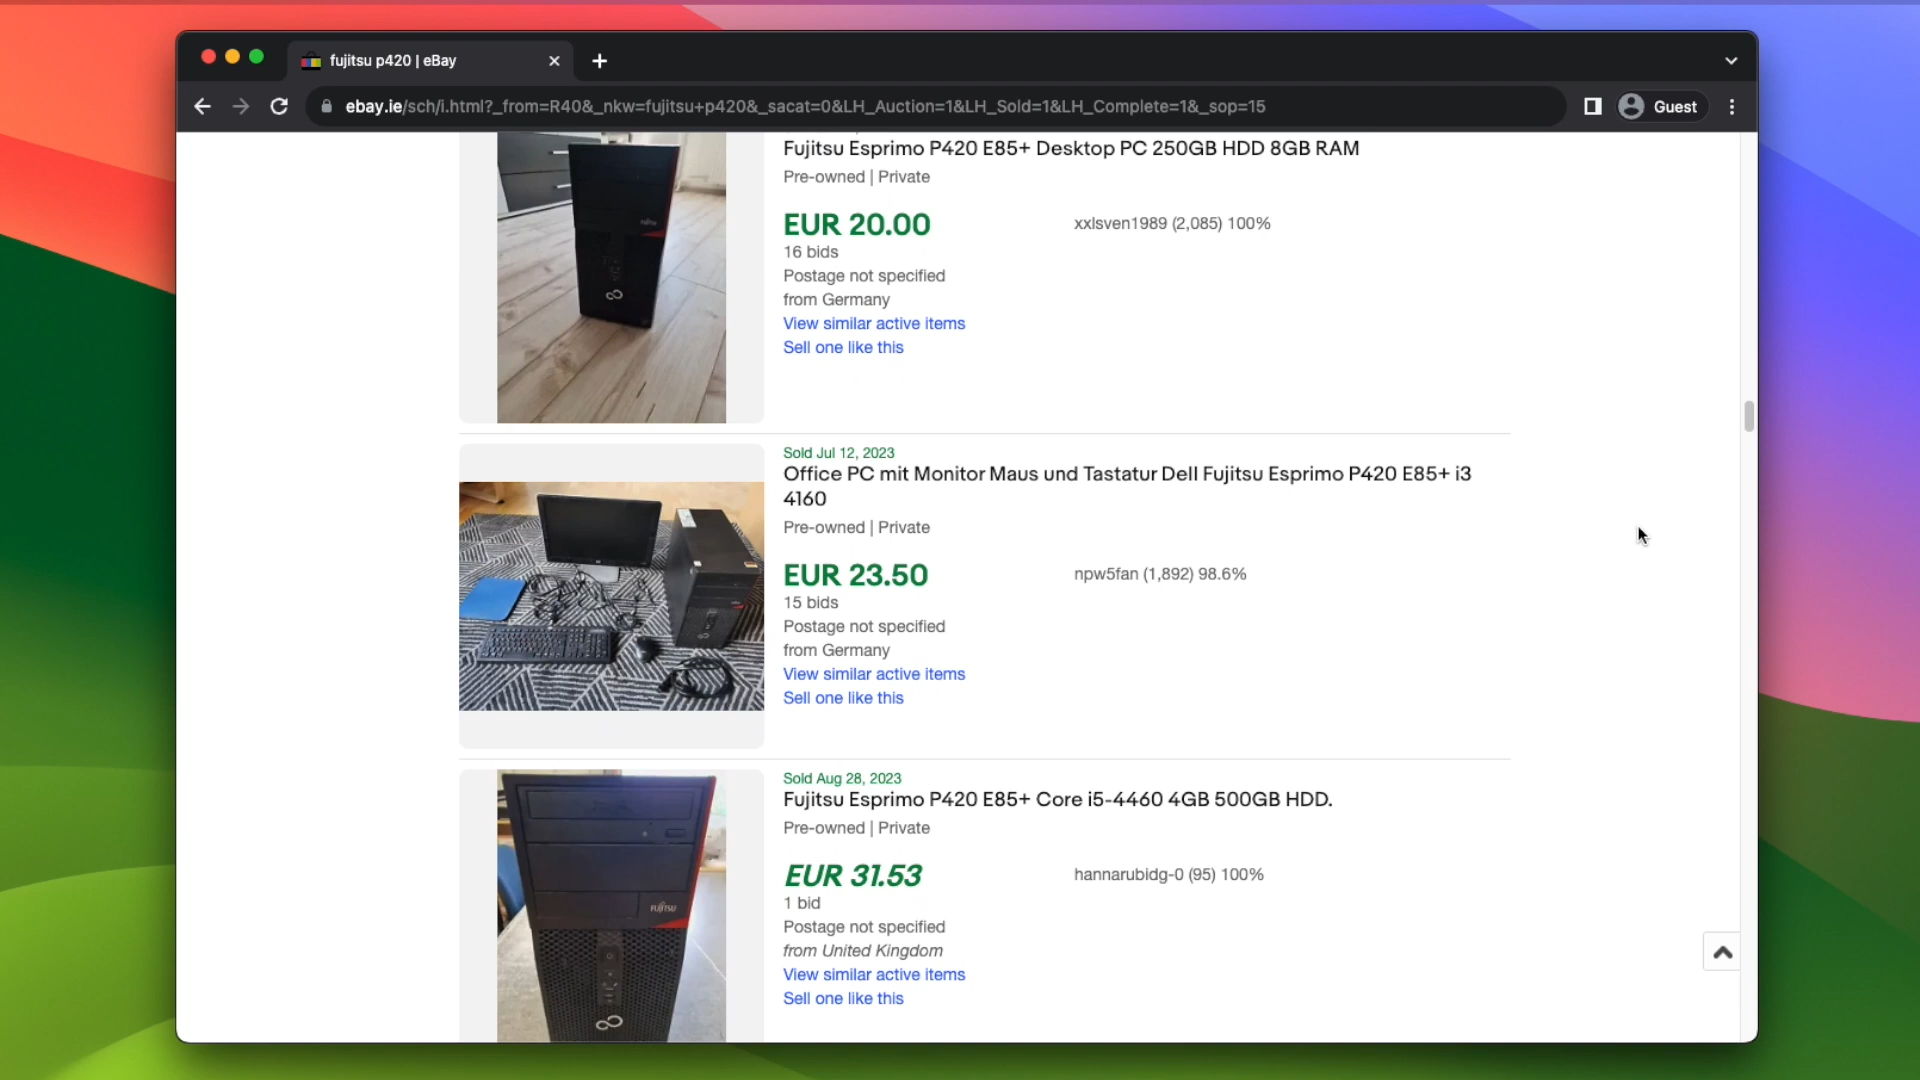 fujitsu p420 | eBay
ebay.ie/sch/i.html?_from=R40&_nkw=fujitsu+p420&_sacat=0&LH_Auction=1&LH_Sold=1&LH_Complete=1&_sop=15
Guest
Fujitsu Esprimo P420 E85+ Desktop PC 250GB HDD 8GB RAM
Pre-owned | Private
EUR 20.00
xxlsven1989 (2,085) 100%
16 bids
Postage not specified
from Germany
View similar active items
Sell one like this
Sold Jul 12, 2023
Office PC mit Monitor Maus und Tastatur Dell Fujitsu Esprimo P420 E85+ i3
4160
Pre-owned | Private
EUR 23.50
npw5fan (1,892) 98.6%
15 bids
Postage not specified
from Germany
View similar active items
Sell one like this
Sold Aug 28, 2023
Fujitsu Esprimo P420 E85+ Core i5-4460 4GB 500GB HDD.
Pre-owned | Private
EUR 31.53
hannarubidg-0 (95) 100%
1 bid
Postage not specified
from United Kingdom
View similar active items
Sell one like this
FUJITSU